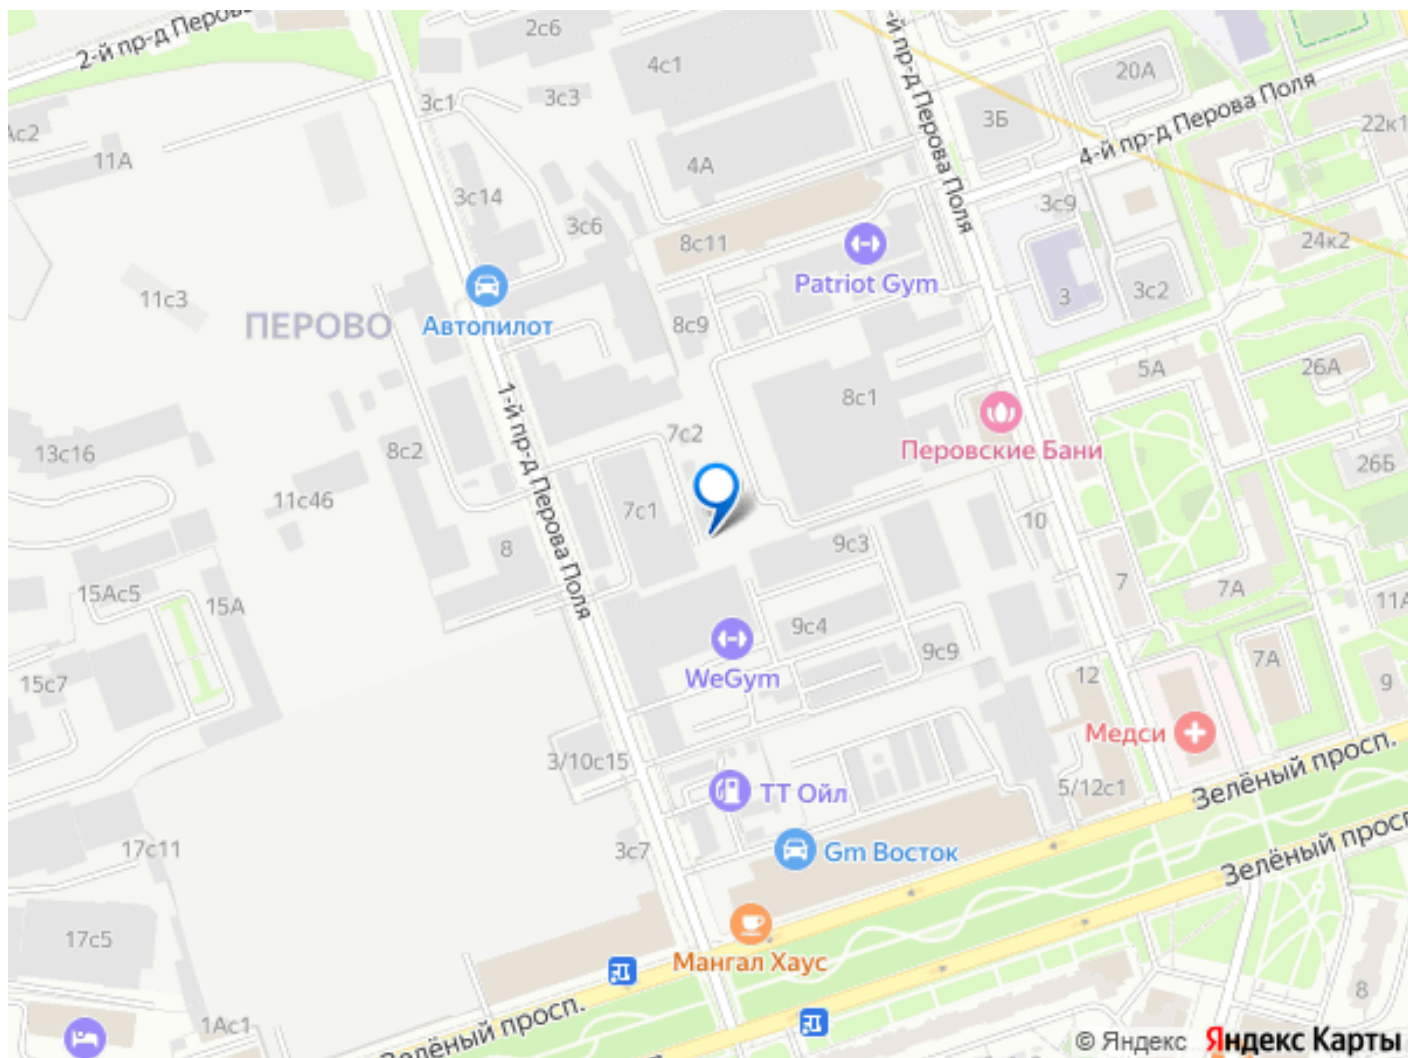 2-й пр-д Перова
2с6
4с1
-й пр-д Перова Поля
20А
3с1
3с3
3Б
4-й пр-д Перова Поля
22к1
Ас2
11А
4А
3с14
3с6
3с9
8с11
24к2
Patriot Gym
11с3
3
3с2
ПЕРОВО
Автопилот
8с9
5А
26А
1-й пр-д Перова Поля
8с1
7с2
Перовские Бани
13с16
8с2
26Б
11с46
7с1
10
8
9с3
7
7А
15Ас5
15А
11А
9с4
9с9
7А
WeGym
12
15с7
9
Медси
3/10с15
Зелёный просп.
ТТ Ойл
5/12с1
17с11
3с7
Gm Восток
Зелёный просп
17с5
Мангал Хаус
8
1Ас1
Зелёный просп.
© Яндекс Яндекс Карты